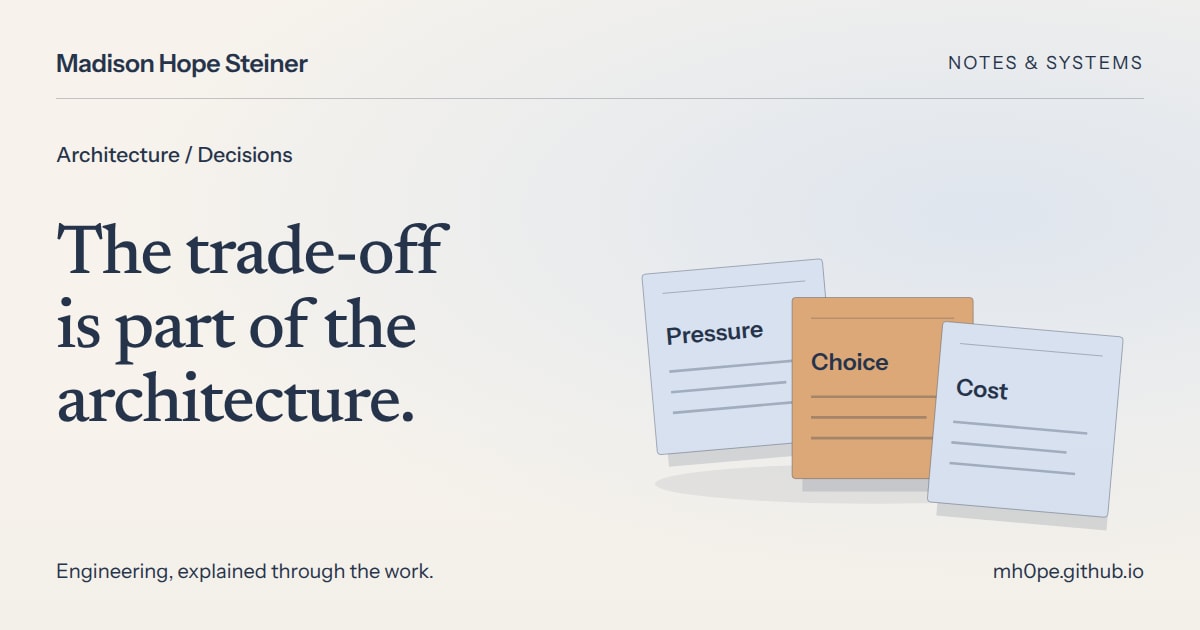 Madison Hope Steiner
NOTES & SYSTEMS
Architecture / Decisions
The trade-off
is part of the
architecture.
Pressure
Choice
Cost
Engineering, explained through the work.
mh0pe.github.io